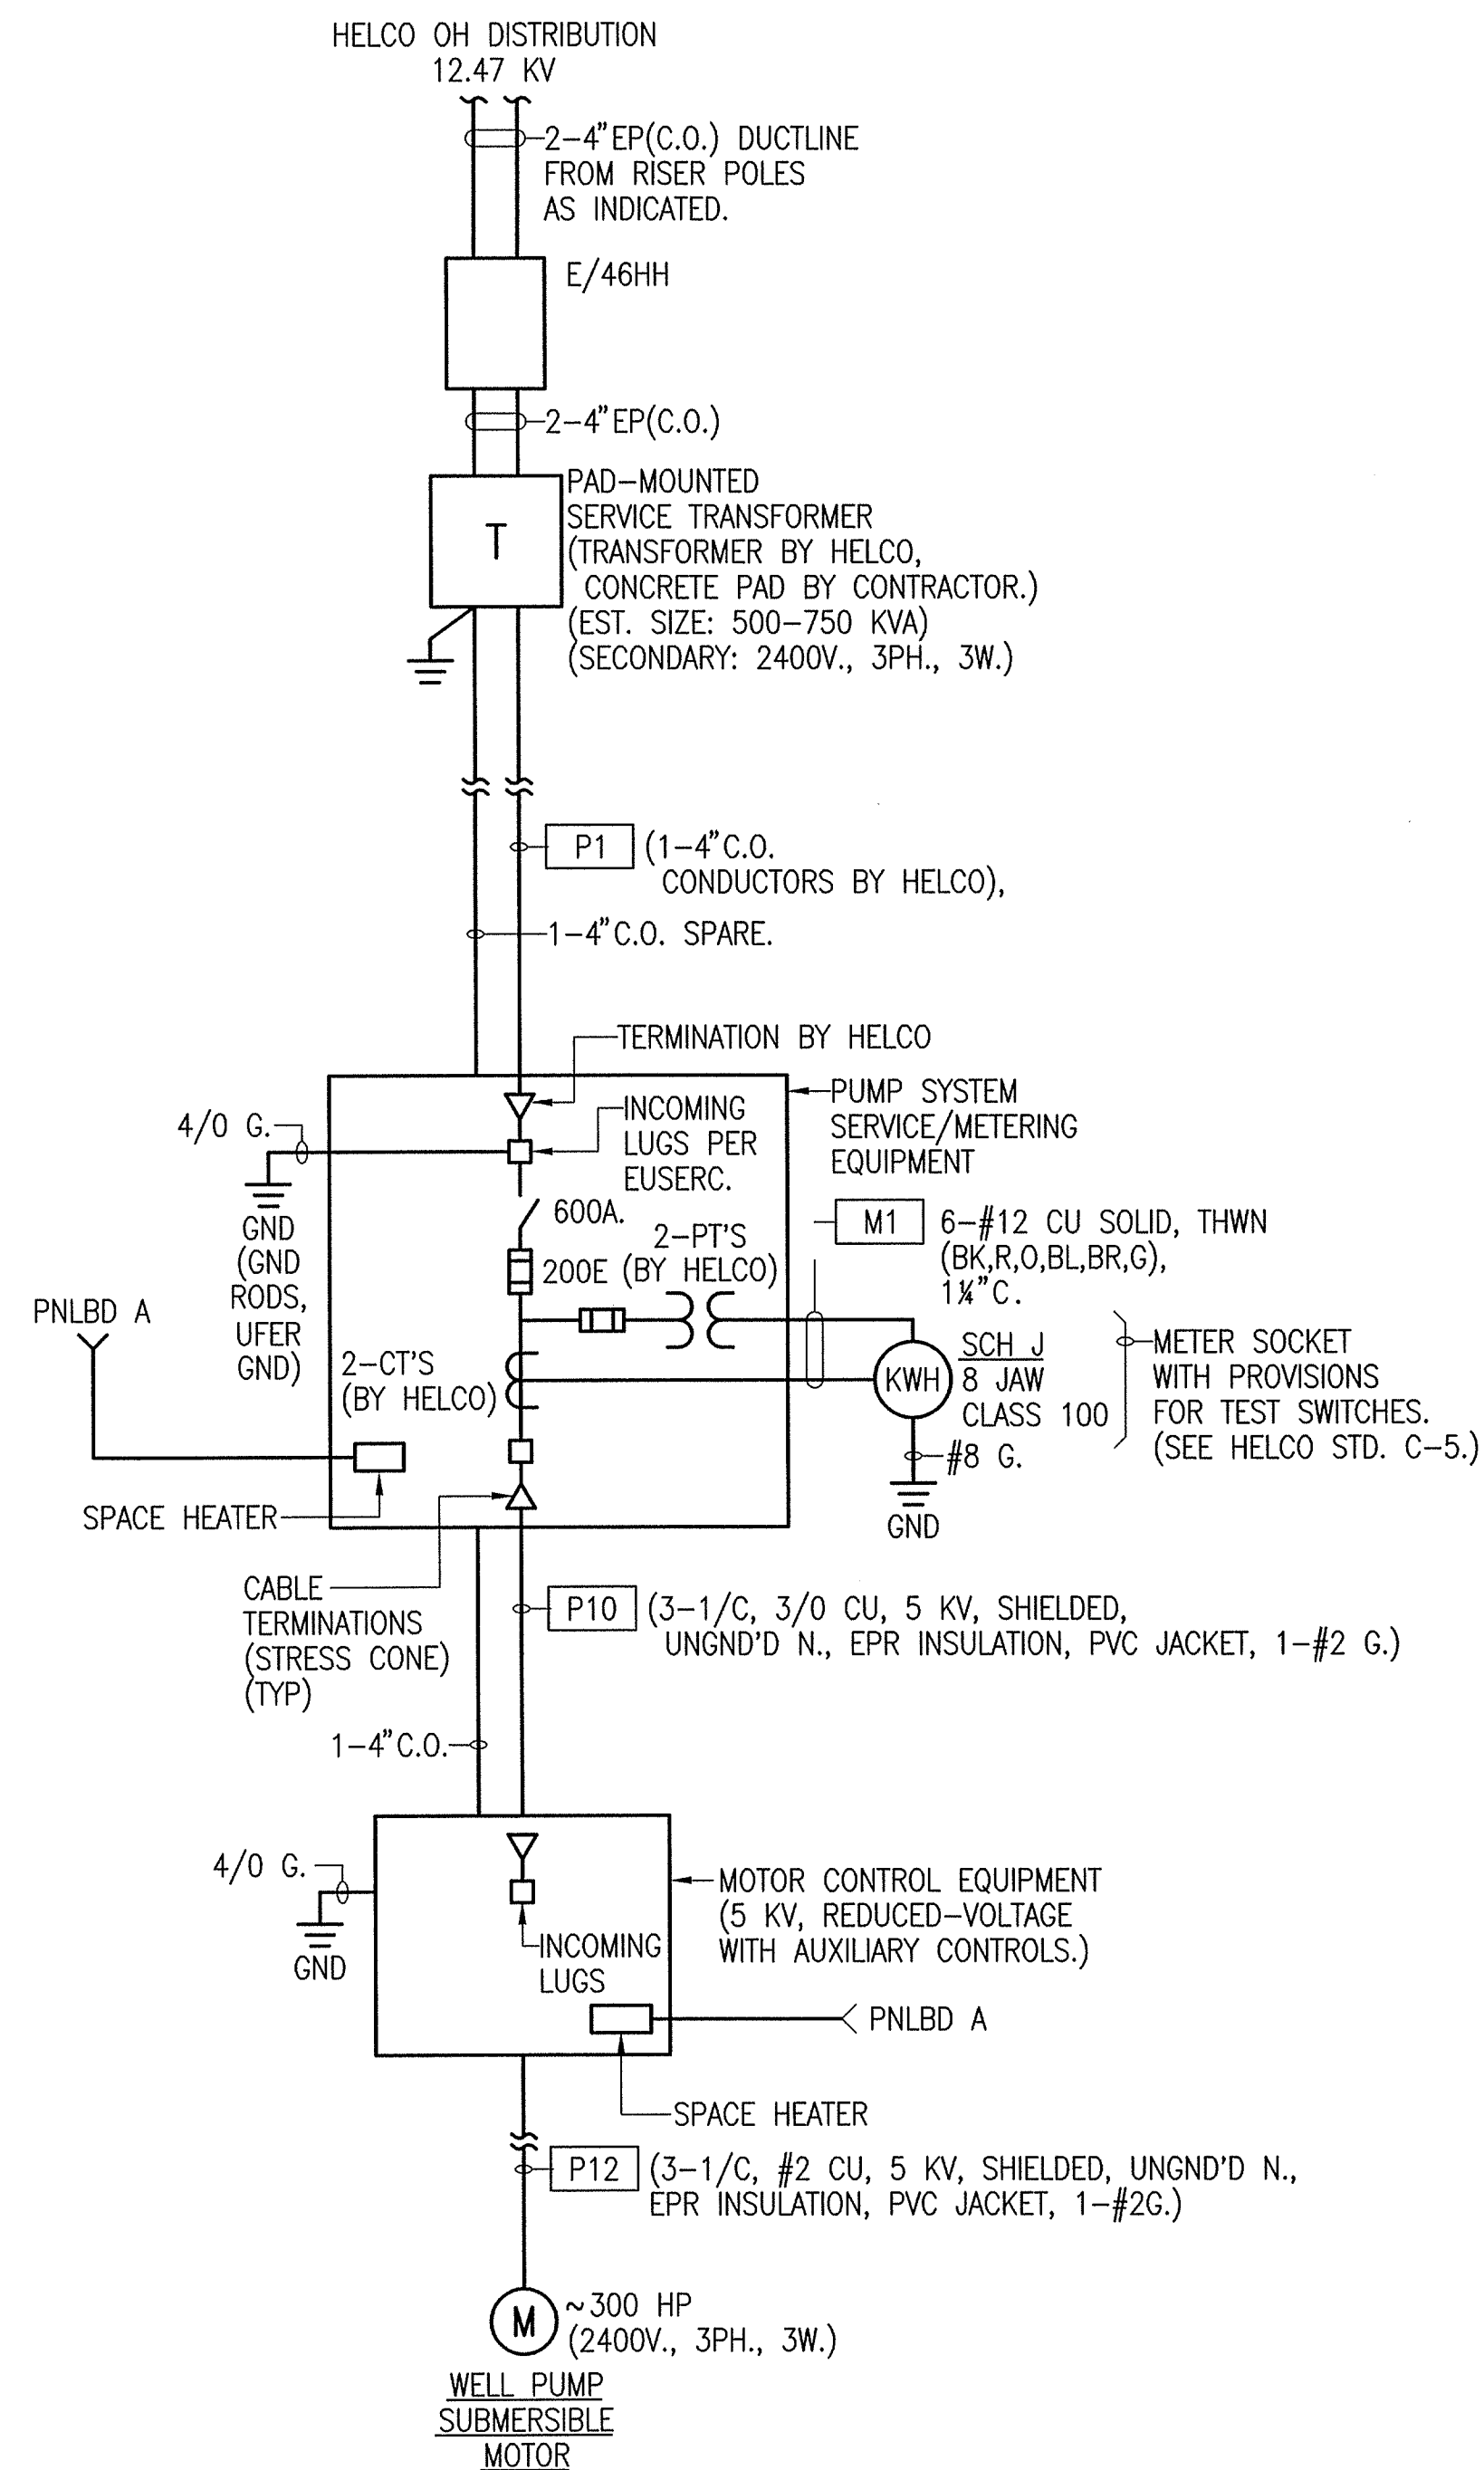 HELCO OH DISTRIBUTION
12.47 KV
2-4"EP(C.O.) DUCTLINE
FROM RISER POLES
AS INDICATED.
E/46HH
2-4"EP(C.O.)
T
PAD-MOUNTED
SERVICE TRANSFORMER
(TRANSFORMER BY HELCO,
CONCRETE PAD BY CONTRACTOR.)
(EST. SIZE: 500-750 KVA)
(SECONDARY: 2400V., 3PH., 3W.)
P1 (1-4"C.O.
CONDUCTORS BY HELCO),
1-4"C.O. SPARE.
TERMINATION BY HELCO
INCOMING
LUGS PER
EUSERC.
PUMP SYSTEM
SERVICE/METERING
EQUIPMENT
4/0 G.
GND
(GND
RODS,
UFER
GND)
600A.
200E
2-PT'S
(BY HELCO)
M1 6-#12 CU SOLID, THWN
(BK,R,O,BL,BR,G),
1¼"C.
PNLBD A
2-CT'S
(BY HELCO)
KWH
SCH J
8 JAW
CLASS 100
METER SOCKET
WITH PROVISIONS
FOR TEST SWITCHES.
(SEE HELCO STD. C-5.)
#8 G.
GND
SPACE HEATER
CABLE
TERMINATIONS
(STRESS CONE)
(TYP)
P10 (3-1/C, 3/0 CU, 5 KV, SHIELDED,
UNGND'D N., EPR INSULATION, PVC JACKET, 1-#2 G.)
1-4"C.O.
4/0 G.
GND
INCOMING
LUGS
MOTOR CONTROL EQUIPMENT
(5 KV, REDUCED-VOLTAGE
WITH AUXILIARY CONTROLS.)
PNLBD A
SPACE HEATER
P12 (3-1/C, #2 CU, 5 KV, SHIELDED, UNGND'D N.,
EPR INSULATION, PVC JACKET, 1-#2G.)
M
~300 HP
(2400V., 3PH., 3W.)
WELL PUMP
SUBMERSIBLE
MOTOR